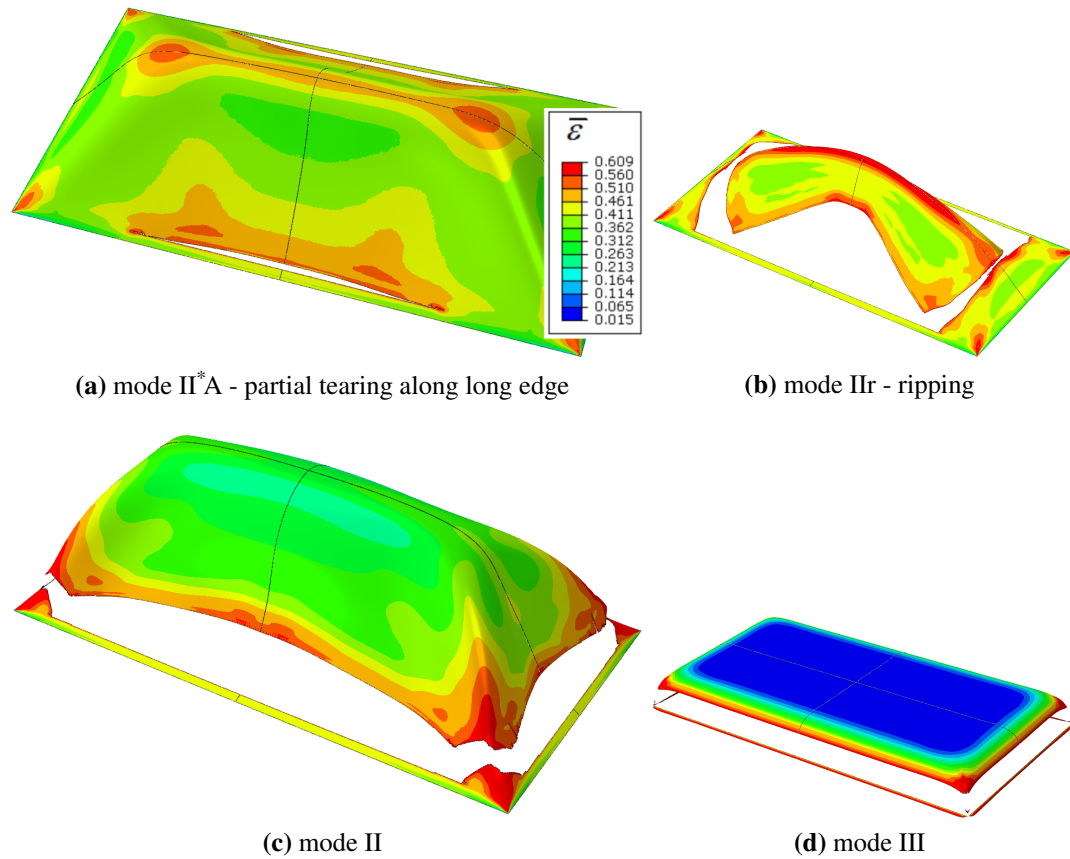 ε̅
0.609
0.560
0.510
0.461
0.411
0.362
0.312
0.263
0.213
0.164
0.114
0.065
0.015
(a) mode II*A - partial tearing along long edge
(b) mode IIr - ripping
(c) mode II
(d) mode III